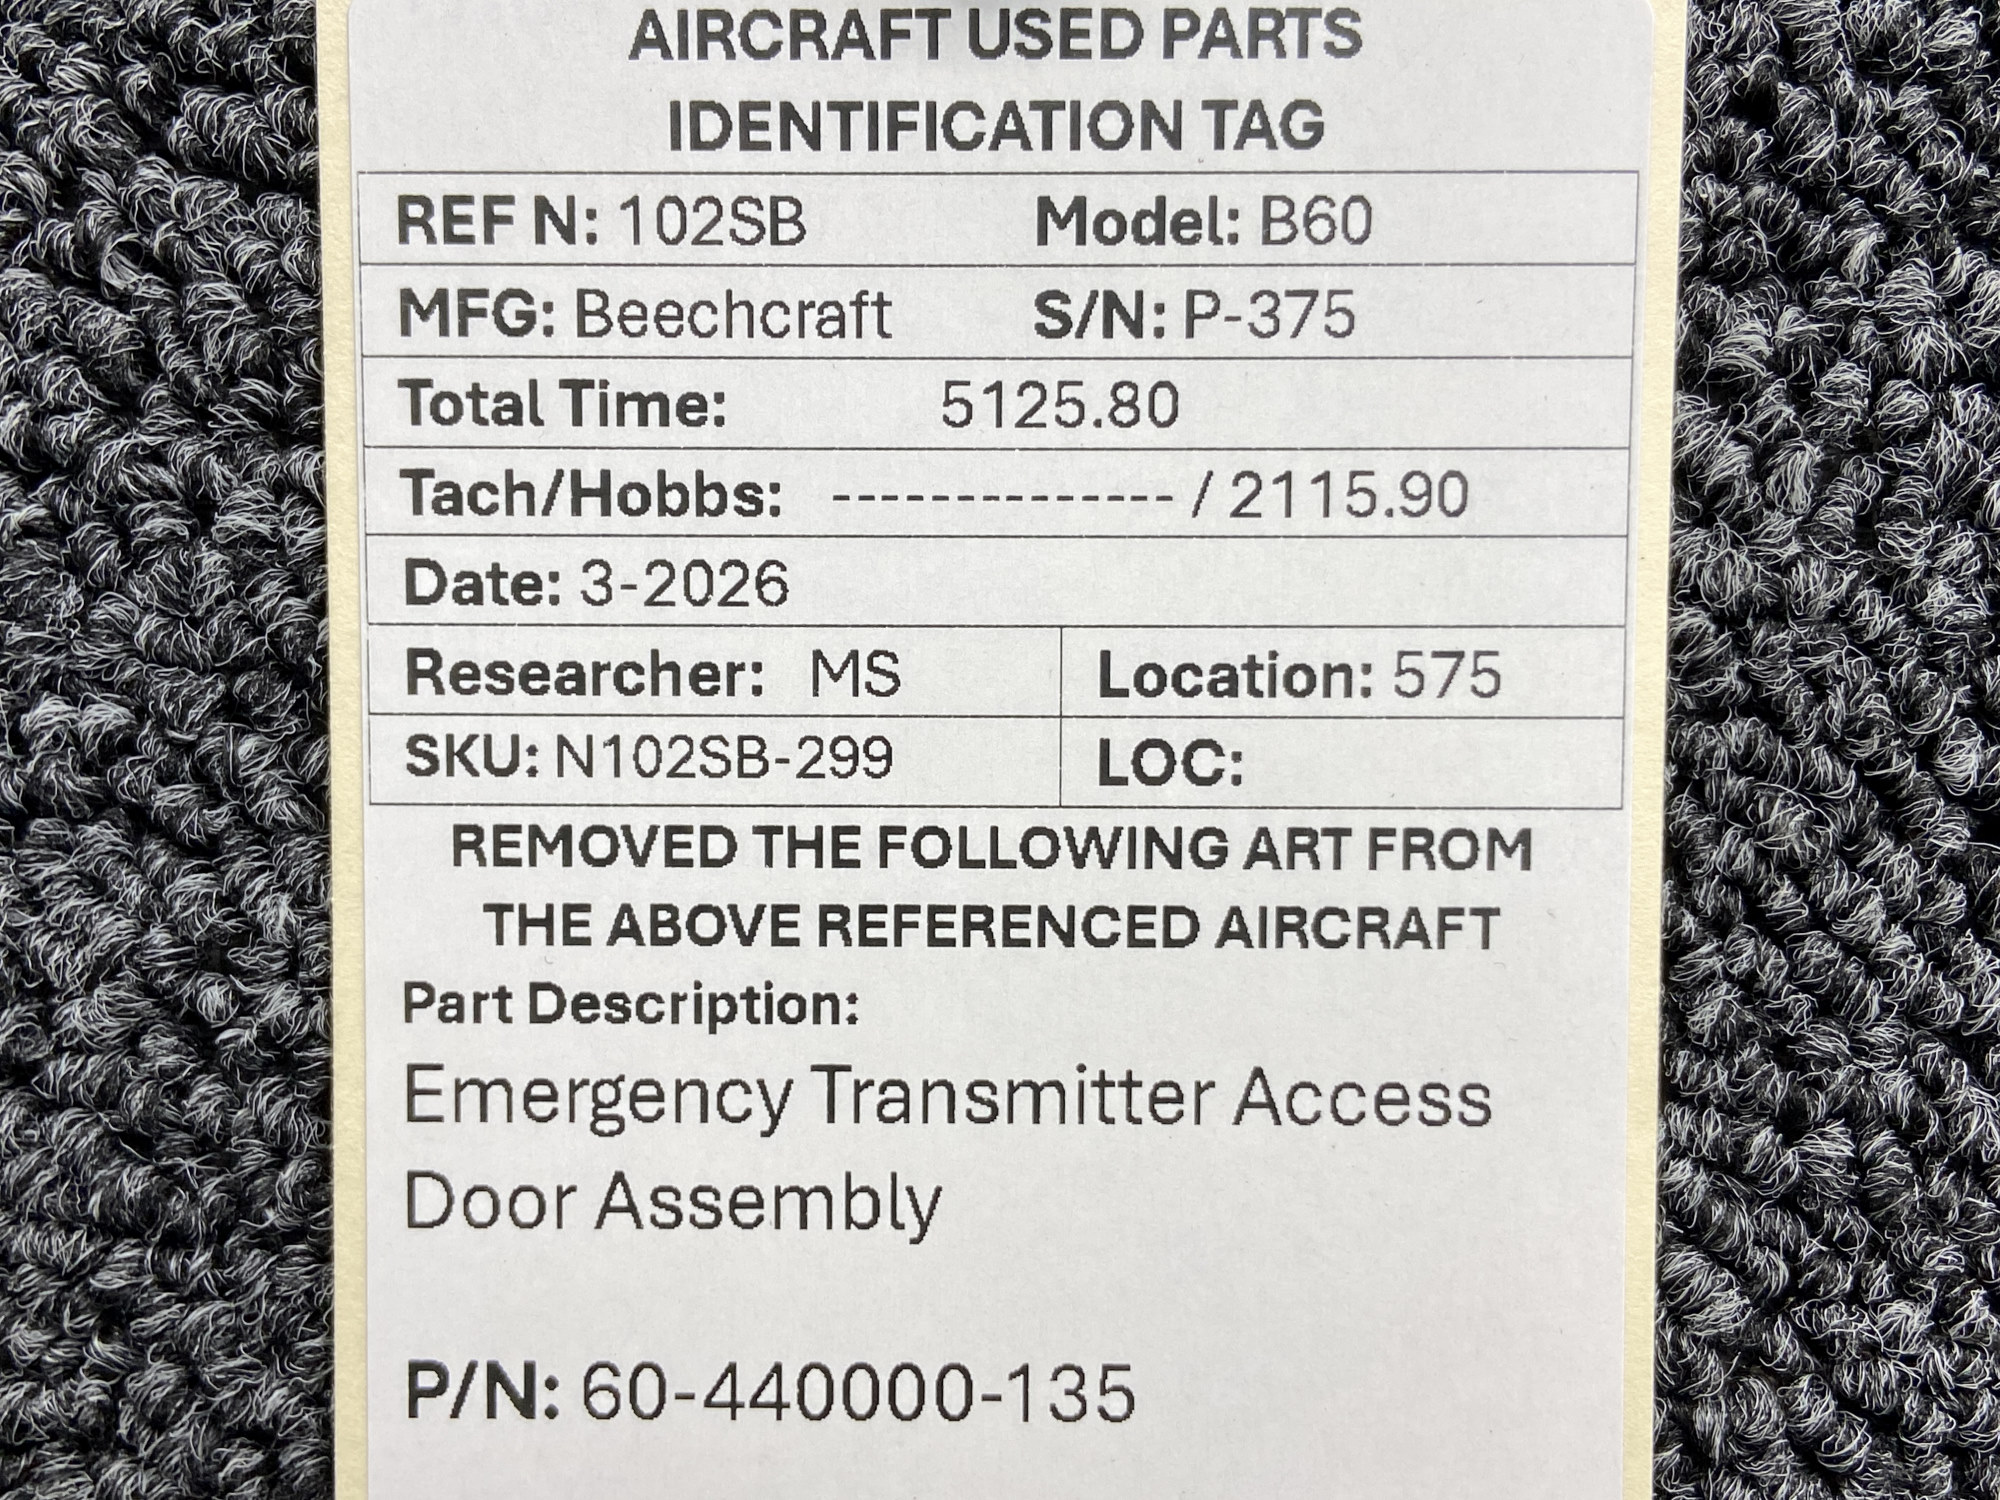 AIRCRAFT USED PARTS
IDENTIFICATION TAG
REF N: 102SB Model: B60
MFG: Beechcraft S/N: P-375
Total Time: 5125.80
Tach/Hobbs: -------------- / 2115.90
Date: 3-2026
Researcher: MS Location: 575
SKU: N102SB-299 LOC:
REMOVED THE FOLLOWING ART FROM
THE ABOVE REFERENCED AIRCRAFT
Part Description:
Emergency Transmitter Access
Door Assembly
P/N: 60-440000-135